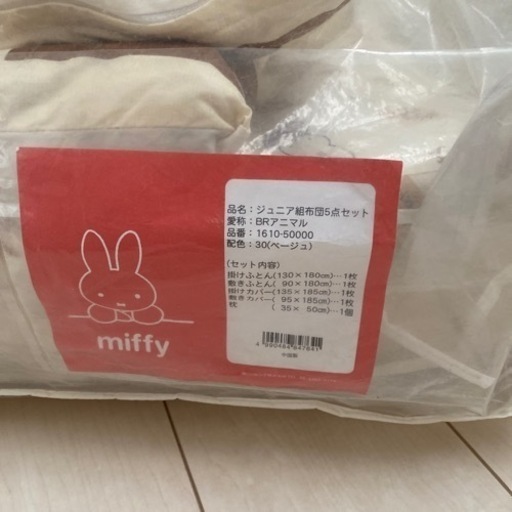 品名：ジュニア組布団5点セット
愛称：BRアニマル
品番：1610-50000
配色：30(ベージュ)
(セット内容)
掛けふとん(130×180㎝)…1枚
敷きふとん( 90×180㎝)…1枚
掛けカバー(135×185㎝)…1枚
敷きカバー( 95×185㎝)…1枚
枕 ( 35× 50㎝)…1個
中国製
miffy